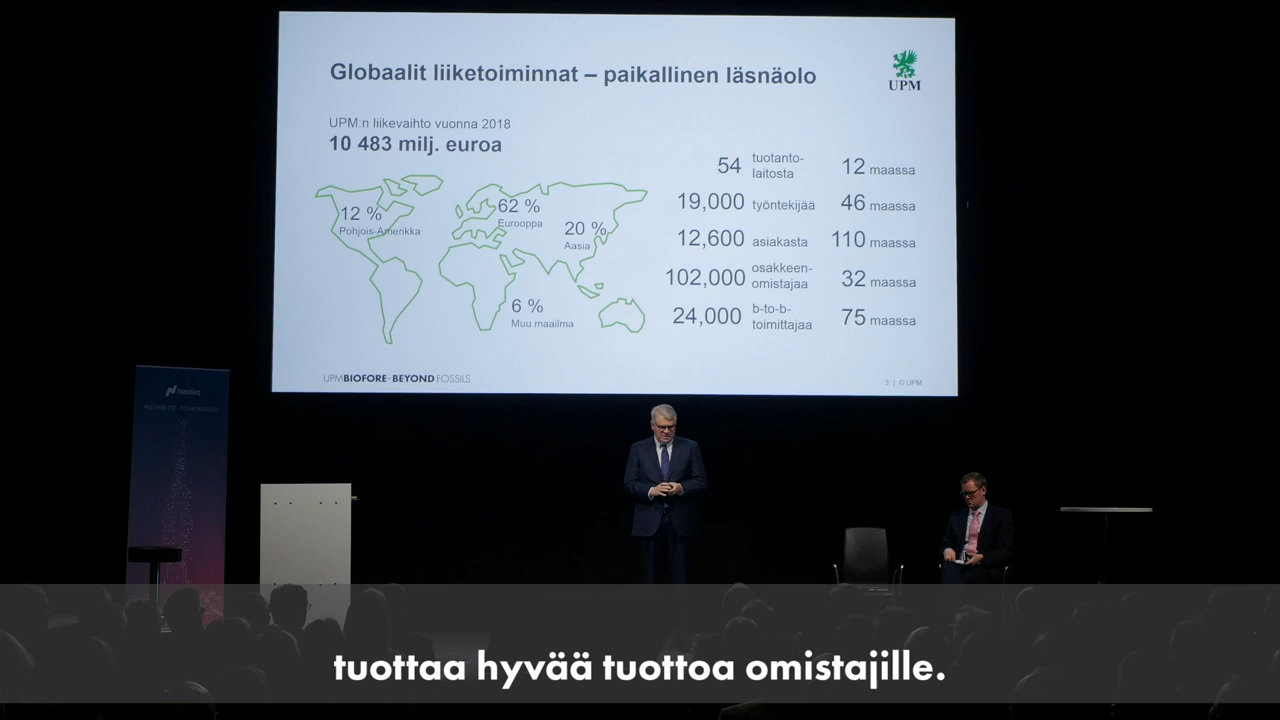 Globaalit liiketoiminnat – paikallinen läsnäolo
UPM
UPM:n liikevaihto vuonna 2018
10 483 milj. euroa
12 %
Pohjois-Amerikka
62 %
Eurooppa
20 %
Aasia
6 %
Muu maailma
54 tuotanto-
laitosta
12 maassa
19,000 työntekijää 46 maassa
12,600 asiakasta 110 maassa
102,000 osakkeen-
omistajaa
32 maassa
24,000 b-to-b-
toimittajaa
75 maassa
UPM BIOFORE–BEYOND FOSSILS
3 | © UPM
Nasdaq
REWRITE TOMORROW
tuottaa hyvää tuottoa omistajille.